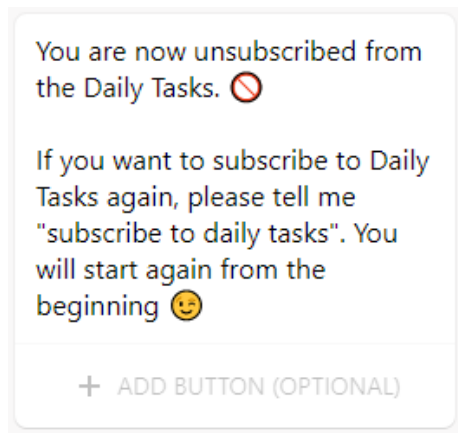 You are now unsubscribed from
the Daily Tasks. 🚫
If you want to subscribe to Daily
Tasks again, please tell me
"subscribe to daily tasks". You
will start again from the
beginning 😉
+ ADD BUTTON (OPTIONAL)